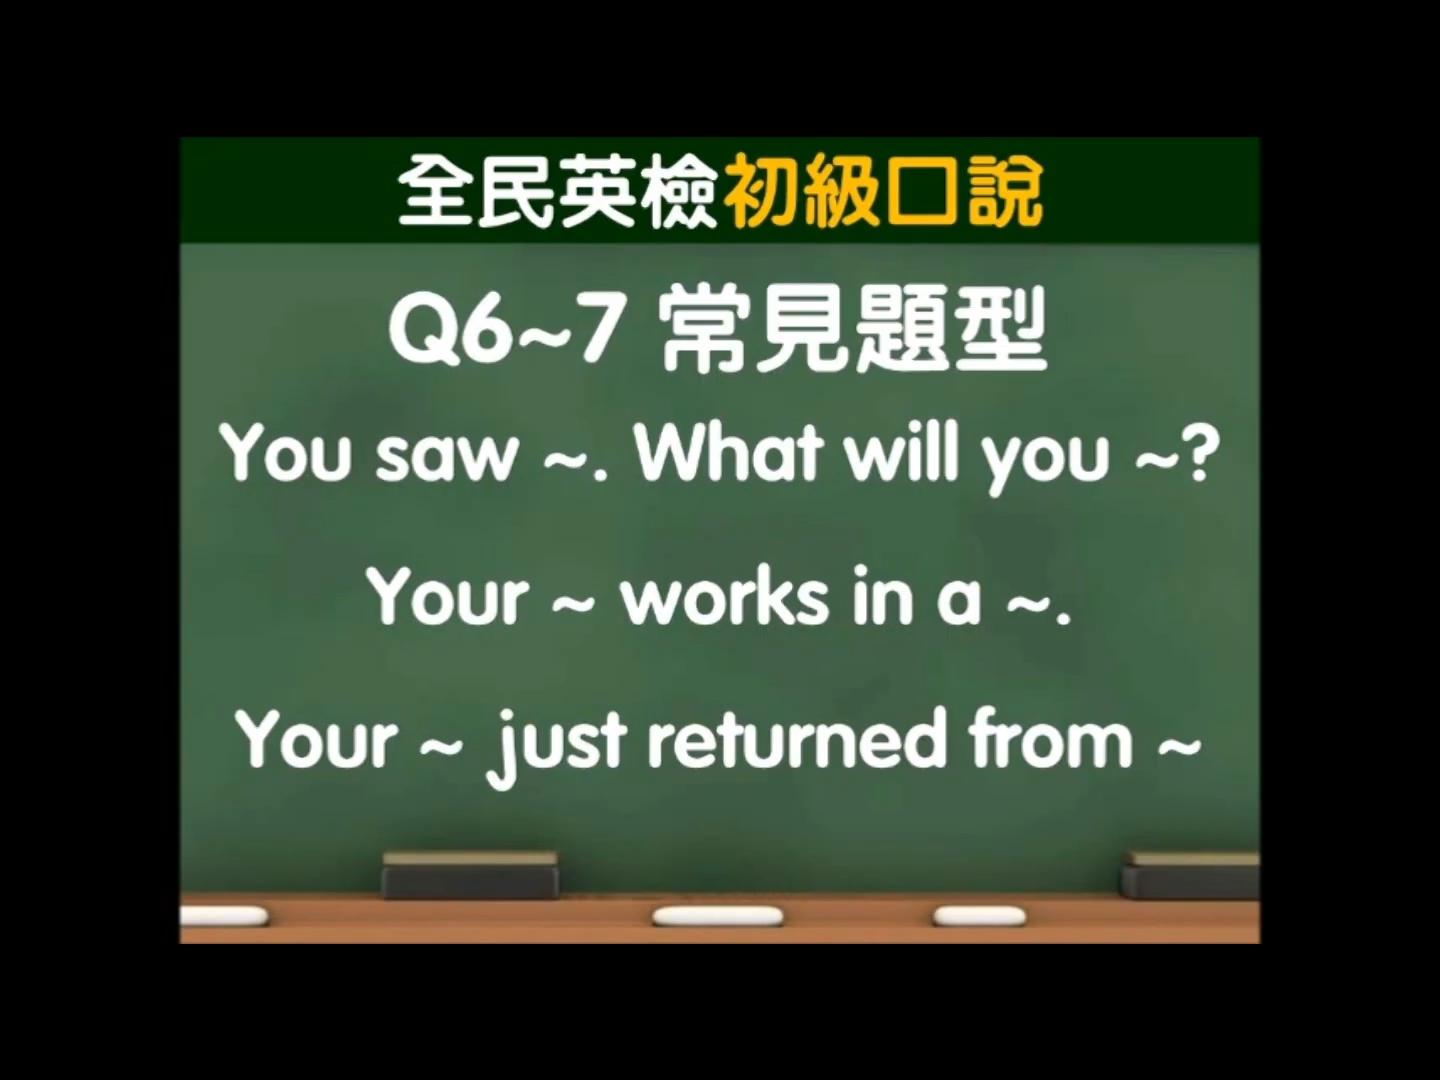 全民英檢初級口說
Q6~7 常見題型
You saw ~. What will you ~?
Your ~ works in a ~.
Your ~ just returned from ~